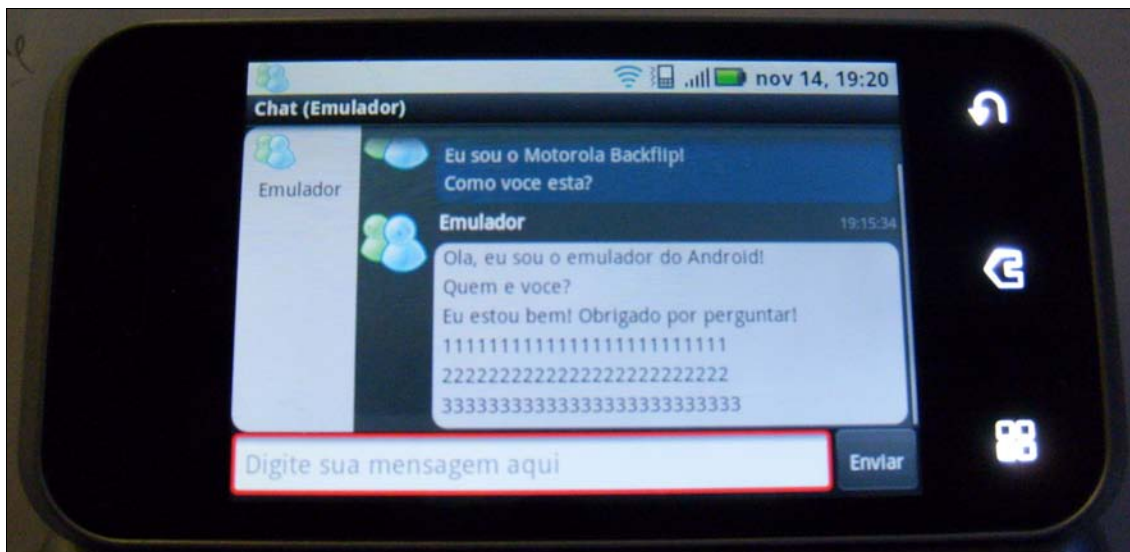 nov 14, 19:20
Chat (Emulador)
Emulador
Eu sou o Motorola Backflip!
Como voce esta?
Emulador 19:15:34
Ola, eu sou o emulador do Android!
Quem e voce?
Eu estou bem! Obrigado por perguntar!
1111111111111111111111111
2222222222222222222222222
3333333333333333333333333
Digite sua mensagem aqui
Enviar